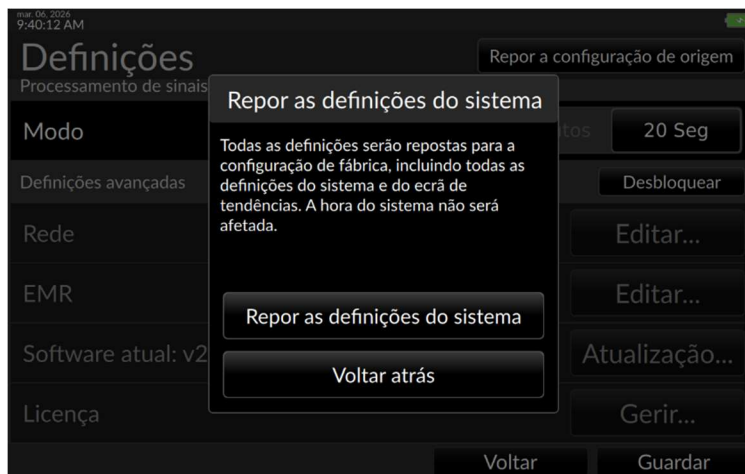 mar. 06, 2026
9:40:12 AM
Definições
Repor a configuração de origem
Processamento de sinais
Repor as definições do sistema
Modo
tos
20 Seg
Todas as definições serão repostas para a
configuração de fábrica, incluindo todas as
definições do sistema e do ecrã de
tendências. A hora do sistema não será
afetada.
Definições avançadas
Desbloquear
Rede
Editar...
EMR
Editar...
Repor as definições do sistema
Software atual: v2
Atualização...
Voltar atrás
Licença
Gerir...
Voltar
Guardar